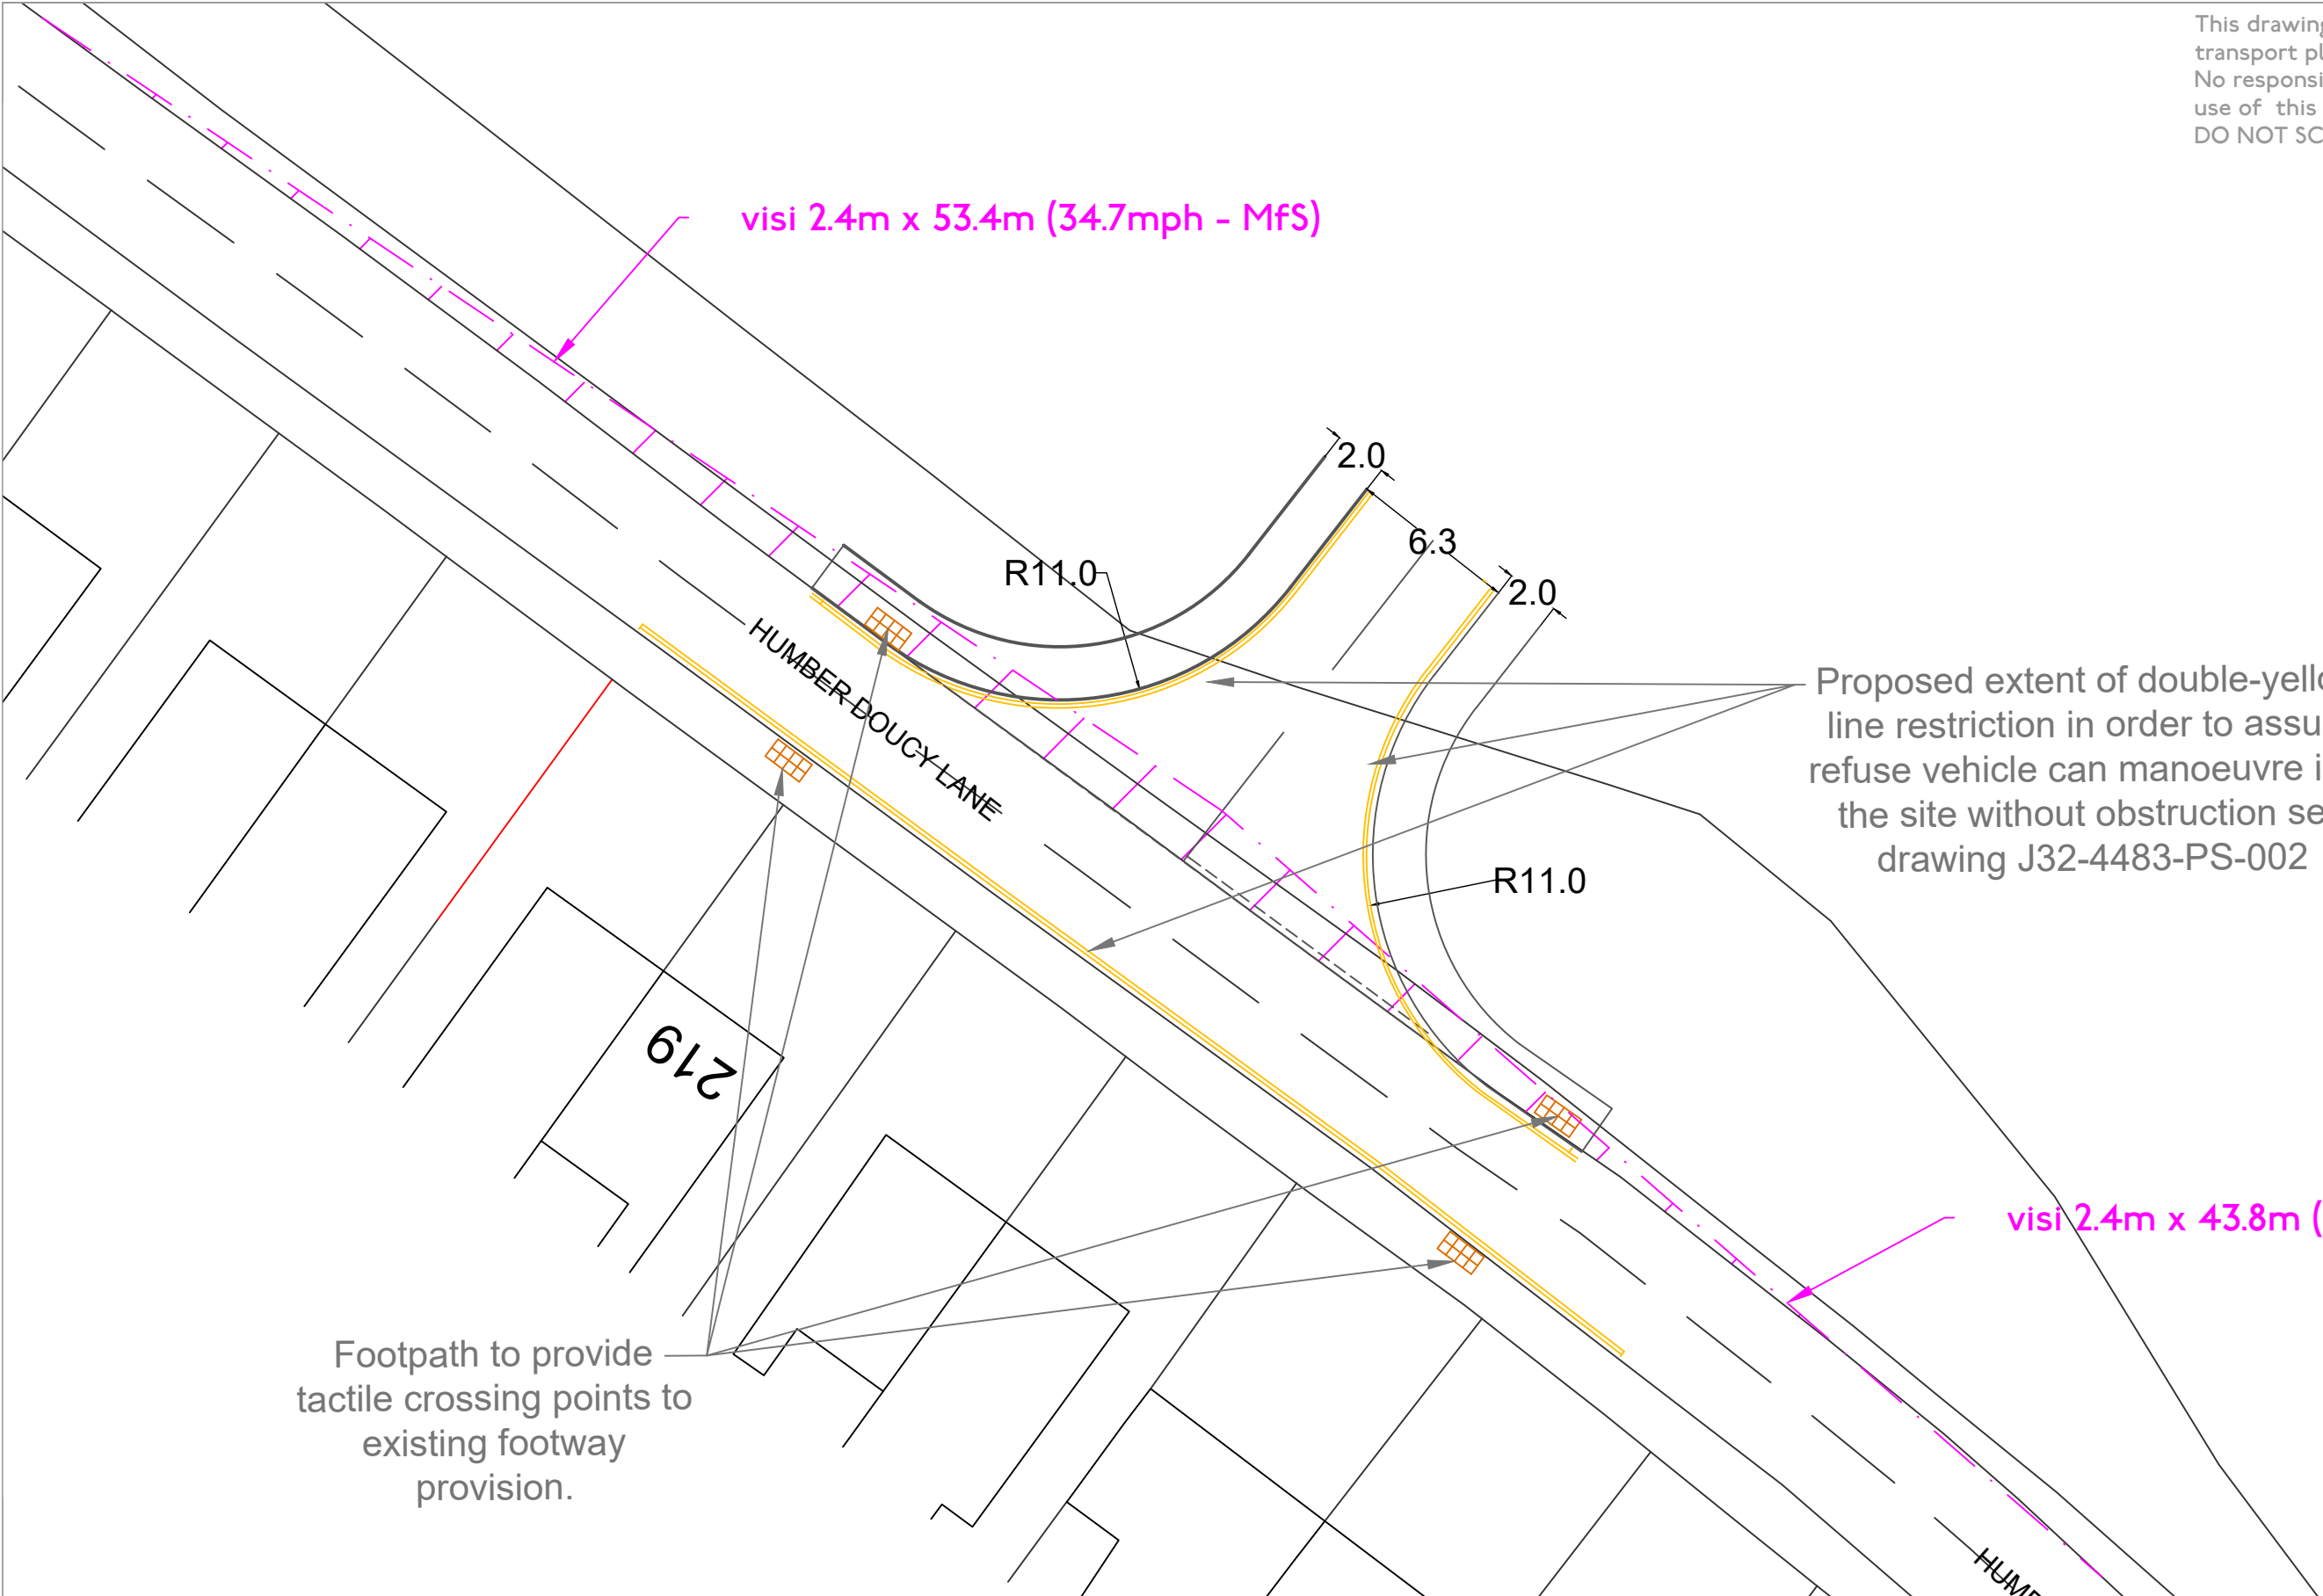 This drawing
transport pl
No responsi
use of this
DO NOT SC
visi 2.4m x 53.4m (34.7mph - MfS)
2.0
6.3
2.0
R11.0
HUMBER DOUCY LANE
Proposed extent of double-yello
line restriction in order to assu
refuse vehicle can manoeuvre i
the site without obstruction se
drawing J32-4483-PS-002
R11.0
219
visi 2.4m x 43.8m (
Footpath to provide
tactile crossing points to
existing footway
provision.
HUMB